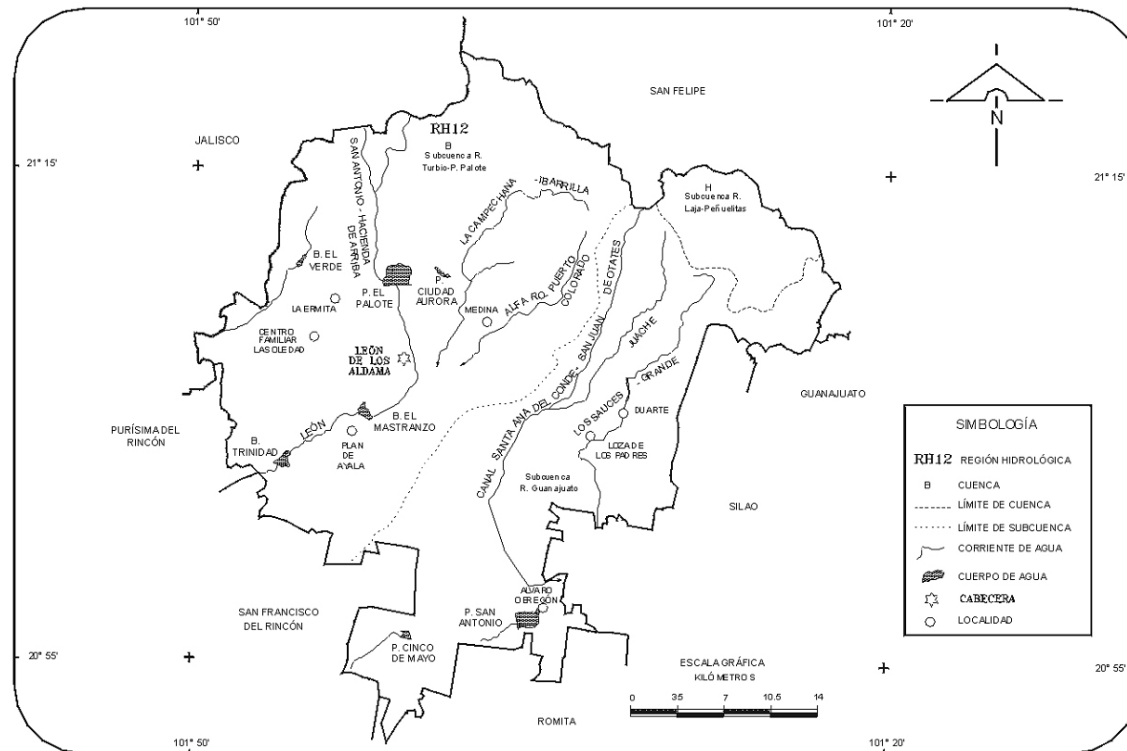 101° 50'
101° 20'
SAN FELIPE
N
JALISCO
RH12
B
Subcuenca R.
Turbio-P. Palote
21° 15'
21° 15'
H
Subcuenca R.
Laja-Peñuelitas
SAN ANTONIO - HACIENDA
DE ARRIBA
LA CAMPECHANA
-IBARRILLA
B. EL
VERDE
P. EL
PALOTE
P.
CIUDAD
AURORA
LA ERMITA
MEDINA
ALFARO, PUERTO
COLORADO
CENTRO
FAMILIAR
LA SOLEDAD
LEÓN
DE LOS
ALDAMA
CANAL SANTA ANA DEL CONDE- SAN JUAN DE OTATES
JUACHE
LOS SAUCES -GRANDE
DUARTE
LOZA DE
LOS PADRES
GUANAJUATO
B. EL
MASTRANZO
LEÓN
PURÍSIMA DEL
RINCÓN
B.
TRINIDAD
PLAN
DE
AYALA
Subcuenca
R. Guanajuato
SILAO
SIMBOLOGÍA
RH12 REGIÓN HIDROLÓGICA
B CUENCA
LÍMITE DE CUENCA
LÍMITE DE SUBCUENCA
CORRIENTE DE AGUA
CUERPO DE AGUA
CABECERA
LOCALIDAD
ALVARO
OBREGÓN
P. SAN
ANTONIO
SAN FRANCISCO
DEL RINCÓN
P. CINCO
DE MAYO
20° 55'
20° 55'
ESCALA GRÁFICA
KILÓMETROS
0 3.5 7 10.5 14
ROMITA
101° 50'
101° 20'